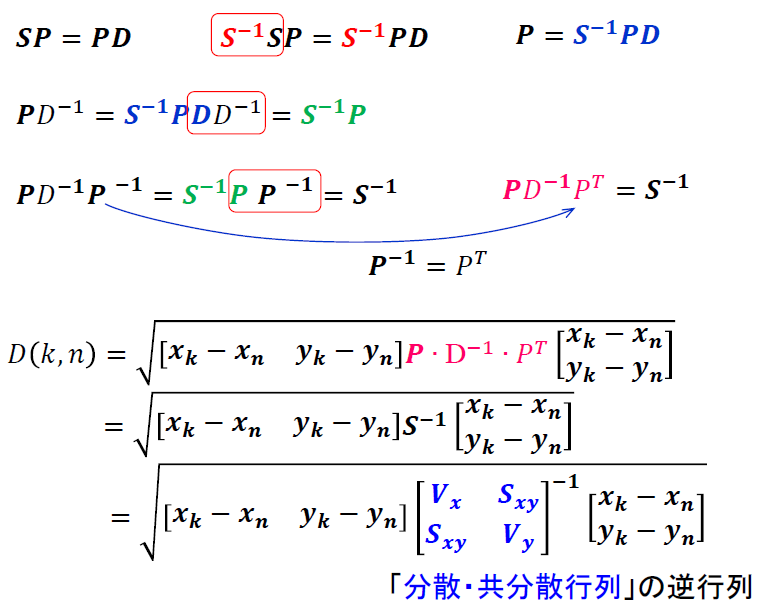 SP = PD S⁻¹SP = S⁻¹PD P = S⁻¹PD
PD⁻¹ = S⁻¹PDD⁻¹ = S⁻¹P
PD⁻¹P⁻¹ = S⁻¹P P⁻¹ = S⁻¹ PD⁻¹Pᵀ = S⁻¹
P⁻¹ = Pᵀ
D(k,n) = √([xₖ − xₙ yₖ − yₙ]P · D⁻¹ · Pᵀ [xₖ − xₙ; yₖ − yₙ])
= √([xₖ − xₙ yₖ − yₙ]S⁻¹ [xₖ − xₙ; yₖ − yₙ])
= √([xₖ − xₙ yₖ − yₙ] [Vₓ S_xy; S_xy V_y]⁻¹ [xₖ − xₙ; yₖ − yₙ])
「分散・共分散行列」の逆行列